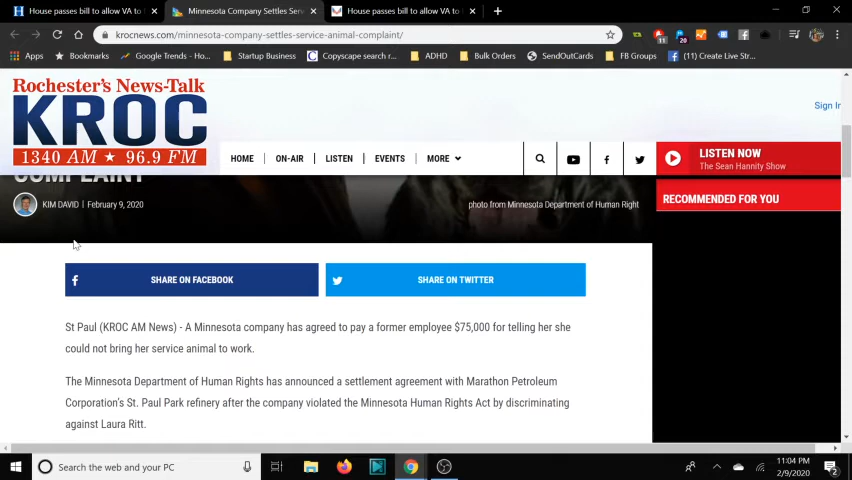 House passes bill to allow VA to f
Minnesota Company Settles Serv
House passes bill to allow VA to
krocnews.com/minnesota-company-settles-service-animal-complaint/
11
20
Apps
Bookmarks
Google Trends - Ho...
Startup Business
Copyscape search r...
ADHD
Bulk Orders
SendOutCards
FB Groups
(11) Create Live Str...
Rochester's News-Talk
KROC
1340 AM ★ 96.9 FM
Sign In
HOME
ON-AIR
LISTEN
EVENTS
MORE
LISTEN NOW
The Sean Hannity Show
COMPLAINT
RECOMMENDED FOR YOU
KIM DAVID | February 9, 2020
photo from Minnesota Department of Human Right
SHARE ON FACEBOOK
SHARE ON TWITTER
St Paul (KROC AM News) - A Minnesota company has agreed to pay a former employee $75,000 for telling her she
could not bring her service animal to work.
The Minnesota Department of Human Rights has announced a settlement agreement with Marathon Petroleum
Corporation's St. Paul Park refinery after the company violated the Minnesota Human Rights Act by discriminating
against Laura Ritt.
Search the web and your PC
11:04 PM
2/9/2020
2